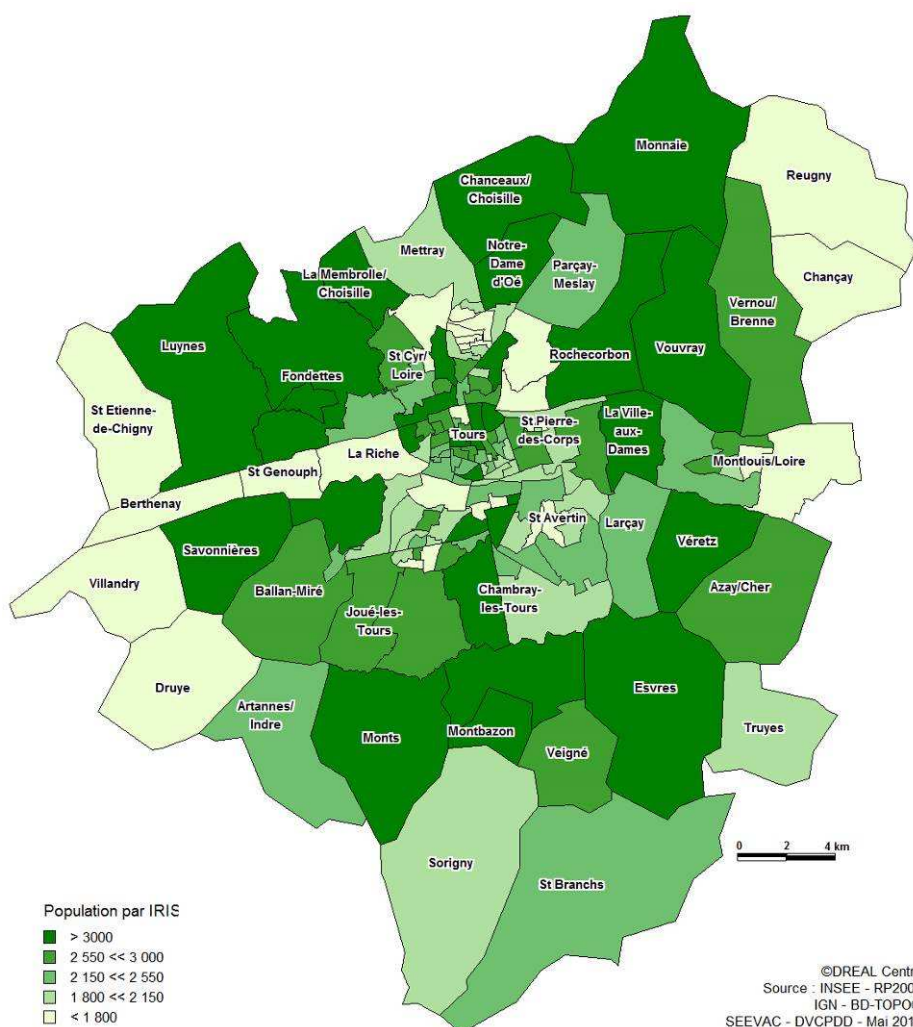 Monnaie
Reugny
Chanceaux/
Choisille
Mettray
Notre-
Dame
d'Oé
Parçay-
Meslay
La Membrolle/
Choisille
Chançay
Vernou/
Brenne
Luynes
St Cyr/
Loire
Rochecorbon
Vouvray
Fondettes
St Etienne-
de-Chigny
La Ville-
aux-
Dames
St Pierre-
des-Corps
Tours
La Riche
Montlouis/Loire
St Genouph
Berthenay
St Avertin
Larçay
Savonnières
Véretz
Villandry
Ballan-Miré
Azay/Cher
Chambray-
les-Tours
Joué-les-
Tours
Druye
Esvres
Artannes/
Indre
Truyes
Monts
Montbazon
Veigné
Sorigny
St Branchs
0 2 4 km
Population par IRIS
> 3000
2 550 << 3 000
2 150 << 2 550
1 800 << 2 150
< 1 800
©DREAL Centr
Source : INSEE - RP200
IGN - BD-TOPO
SEEVAC - DVCPDD - Mai 201